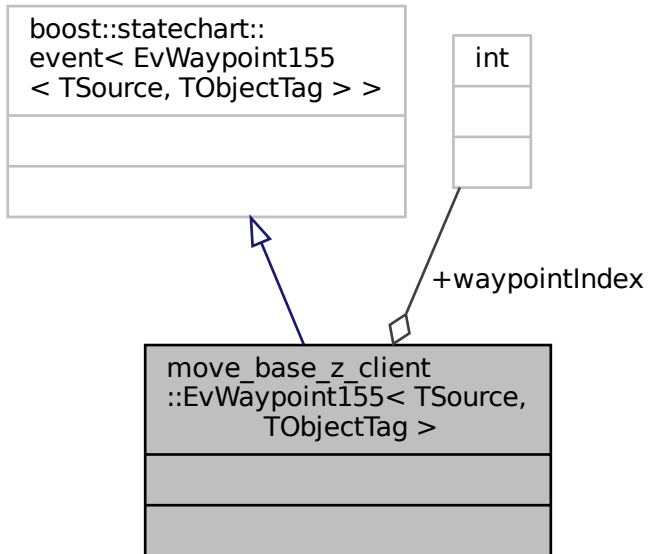 boost::statechart::
event< EvWaypoint155
< TSource, TObjectTag > >
int
+waypointIndex
move_base_z_client
::EvWaypoint155< TSource,
TObjectTag >